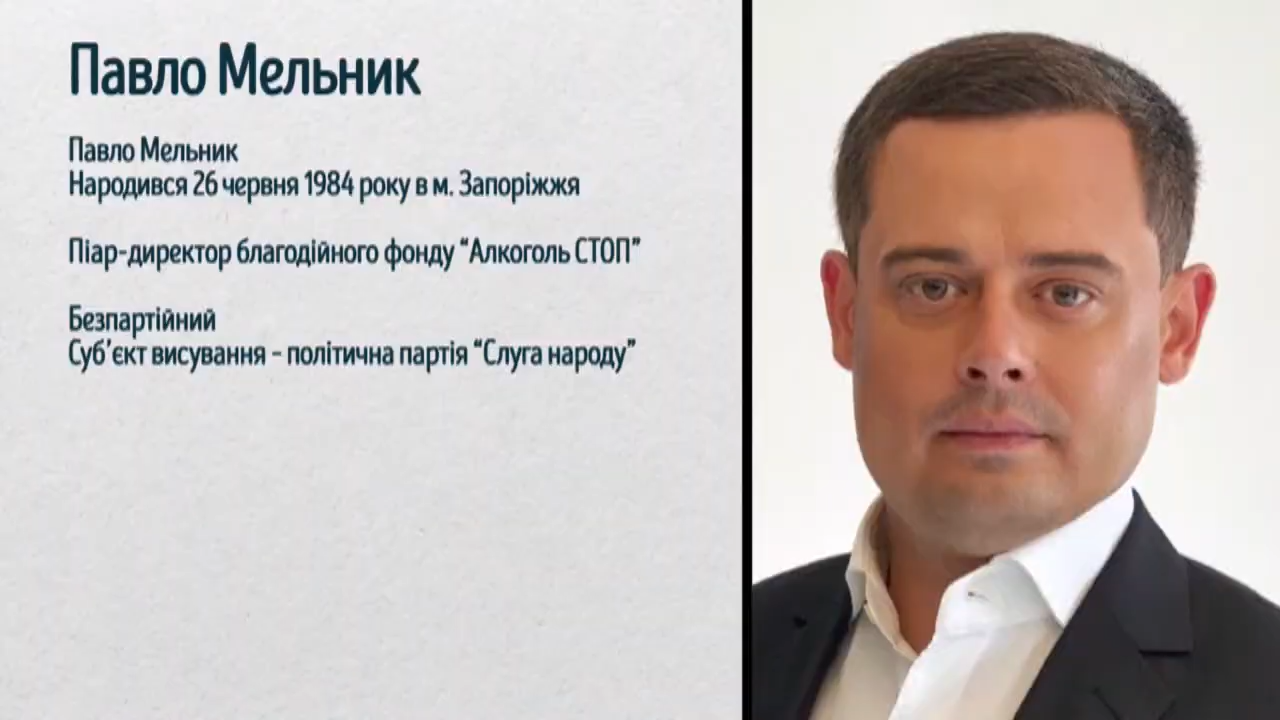 Павло Мельник
Павло Мельник
Народився 26 червня 1984 року в м. Запоріжжя
Піар-директор благодійного фонду “Алкоголь СТОП”
Безпартійний
Суб’єкт висування - політична партія “Слуга народу”